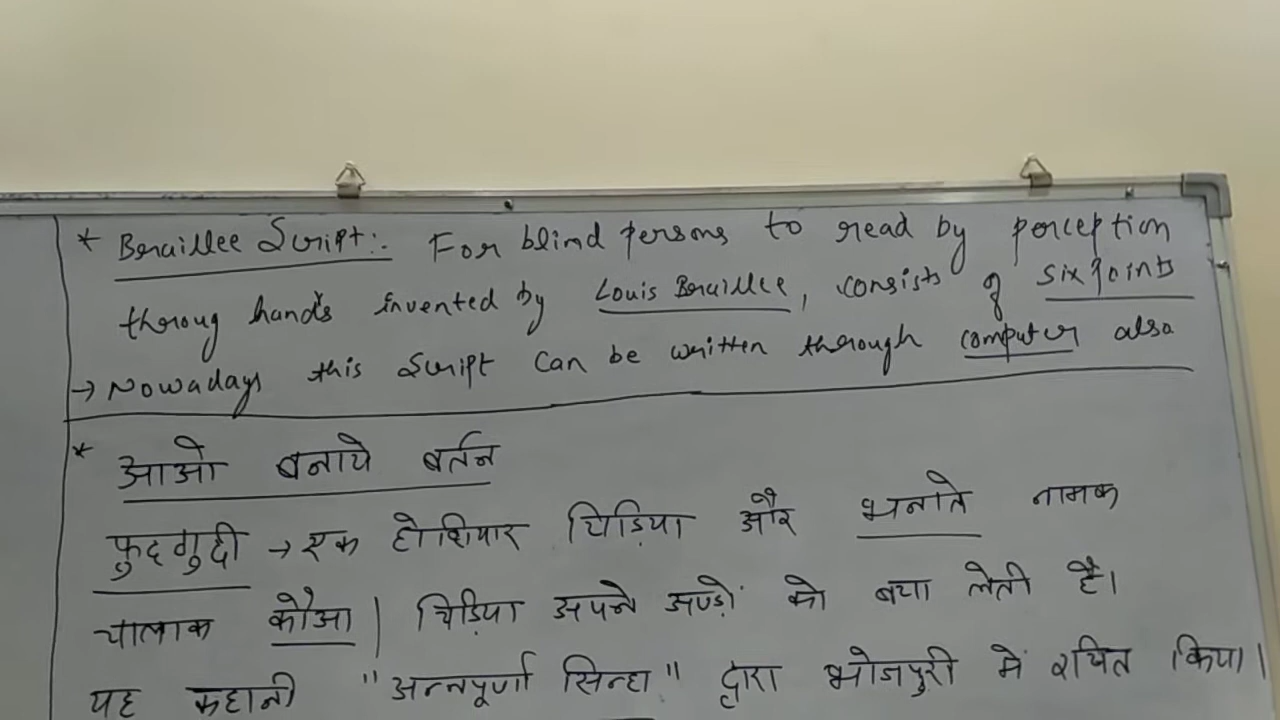 * Braillee Script:- For blind persons to read by perception
throug hands invented by Louis Braillee, consists of six points
→ Nowadays this Script can be written through computer also
* आओ बनाये बर्तन
फुदगुदी → एक होशियार चिड़िया और भनाते नामक
चालाक कौआ | चिड़िया अपने अण्ड़ों को बचा लेती है।
यह कहानी "अन्नपूर्णा सिन्हा" द्वारा भोजपुरी में रचित किया।